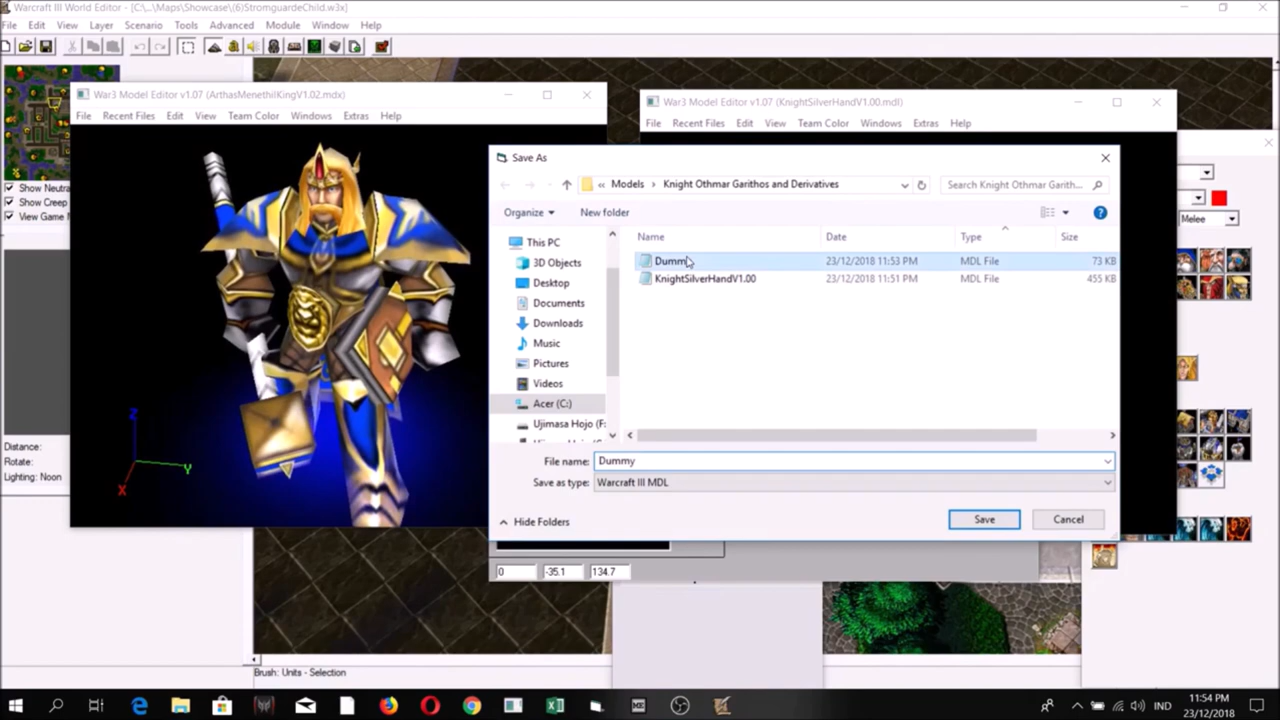 Warcraft III World Editor - [C:\...\Maps\Showcase\(6)StromguardeChild.w3x]
File Edit View Layer Scenario Tools Advanced Module Window Help
War3 Model Editor v1.07 (ArthasMenethilKingV1.02.mdx)
File Recent Files Edit View Team Color Windows Extras Help
War3 Model Editor v1.07 (KnightSilverHandV1.00.mdl)
File Recent Files Edit View Team Color Windows Extras Help
Show Neutra
Show Creep
View Game
Distance:
Rotate:
Lighting: Noon
Z
Y
X
Save As
« Models > Knight Othmar Garithos and Derivatives
Search Knight Othmar Garith...
Organize New folder
This PC
3D Objects
Desktop
Documents
Downloads
Music
Pictures
Videos
Acer (C:)
Ujimasa Hojo (F:
Name Date Type Size
Dummy 23/12/2018 11:53 PM MDL File 73 KB
KnightSilverHandV1.00 23/12/2018 11:51 PM MDL File 455 KB
File name: Dummy
Save as type: Warcraft III MDL
Hide Folders
Save Cancel
Melee
0 -35.1 134.7
Brush: Units - Selection
IND
11:54 PM
23/12/2018